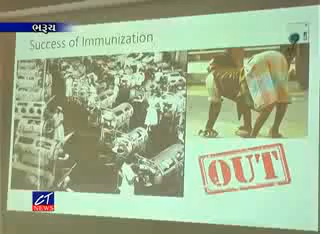 ભરૂચ
Success of Immunization
OUT
CT
NEWS